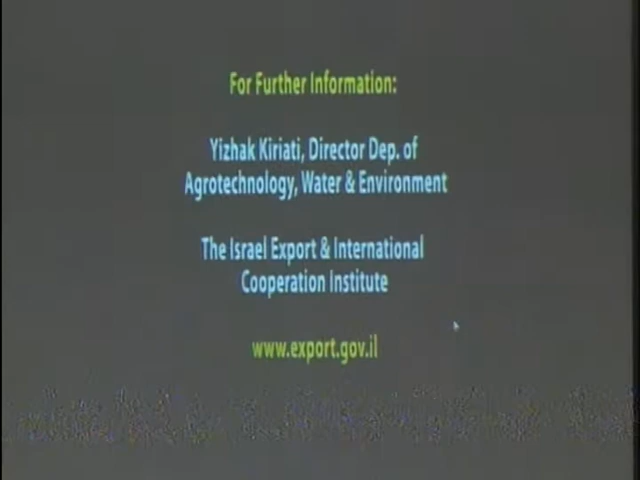 For Further Information:
Yizhak Kiriati, Director Dep. of
Agrotechnology, Water & Environment
The Israel Export & International
Cooperation Institute
www.export.gov.il